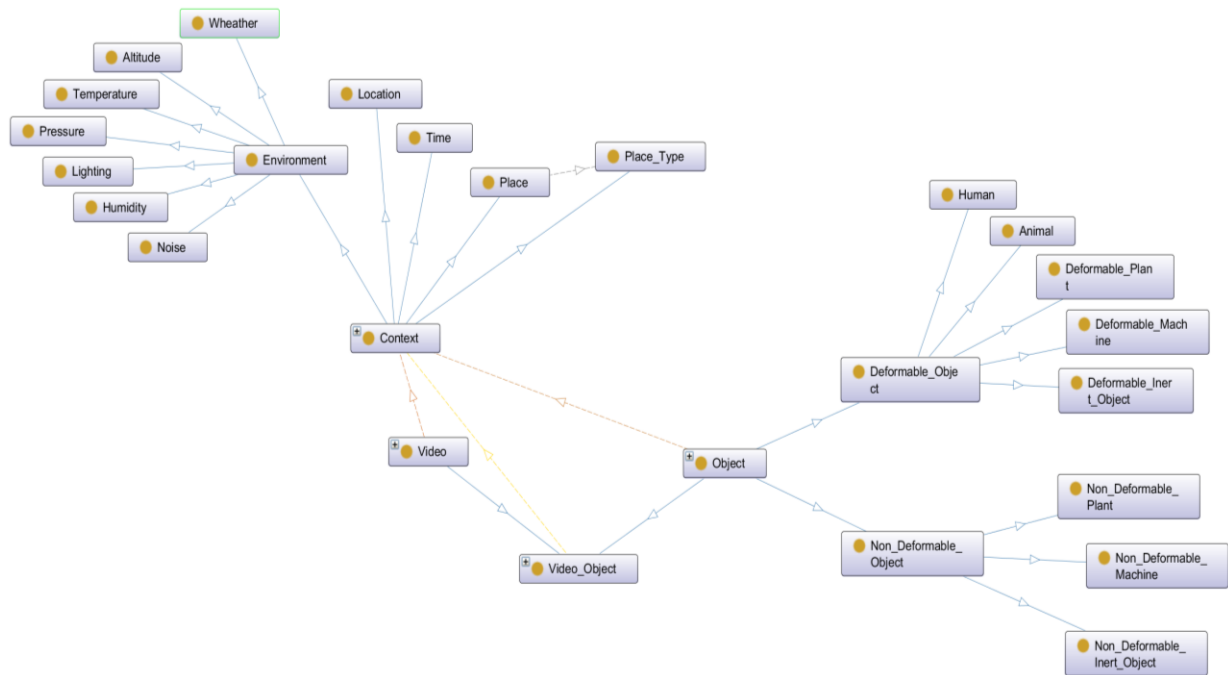 Wheather
Altitude
Temperature
Pressure
Lighting
Humidity
Noise
Environment
Location
Time
Place
Place_Type
Context
Video
Video_Object
Object
Human
Animal
Deformable_Plan
t
Deformable_Mach
ine
Deformable_Iner
t_Object
Deformable_Obje
ct
Non_Deformable_
Object
Non_Deformable_
Plant
Non_Deformable_
Machine
Non_Deformable_
Inert_Object